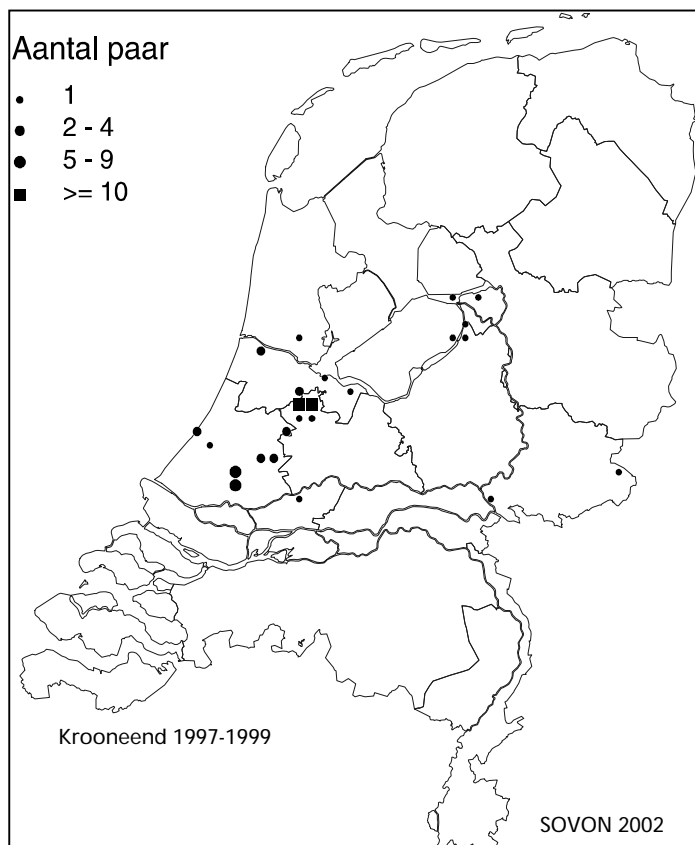 Aantal paar
1
2 - 4
5 - 9
>= 10
Krooneend 1997-1999
SOVON 2002